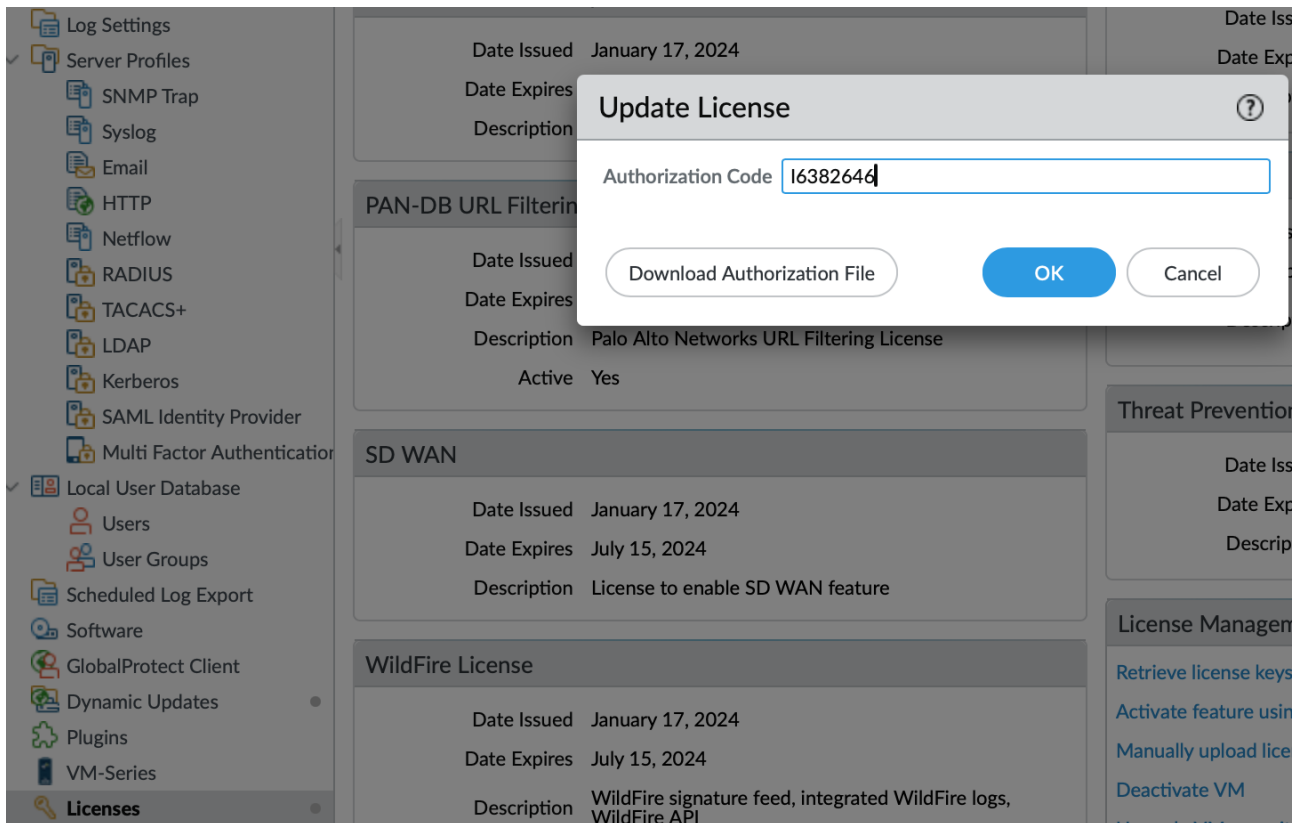 Log Settings
Server Profiles
SNMP Trap
Syslog
Email
HTTP
Netflow
RADIUS
TACACS+
LDAP
Kerberos
SAML Identity Provider
Multi Factor Authentication
Local User Database
Users
User Groups
Scheduled Log Export
Software
GlobalProtect Client
Dynamic Updates
Plugins
VM-Series
Licenses
Date Issued January 17, 2024
Date Expires
Description
PAN-DB URL Filterin
Date Issued
Date Expires
Description Palo Alto Networks URL Filtering License
Active Yes
SD WAN
Date Issued January 17, 2024
Date Expires July 15, 2024
Description License to enable SD WAN feature
WildFire License
Date Issued January 17, 2024
Date Expires July 15, 2024
Description WildFire signature feed, integrated WildFire logs,
WildFire API
Update License
Authorization Code I6382646
Download Authorization File OK Cancel
Date Iss
Date Exp
Threat Prevention
Date Iss
Date Exp
Descrip
License Managem
Retrieve license keys
Activate feature usin
Manually upload lice
Deactivate VM